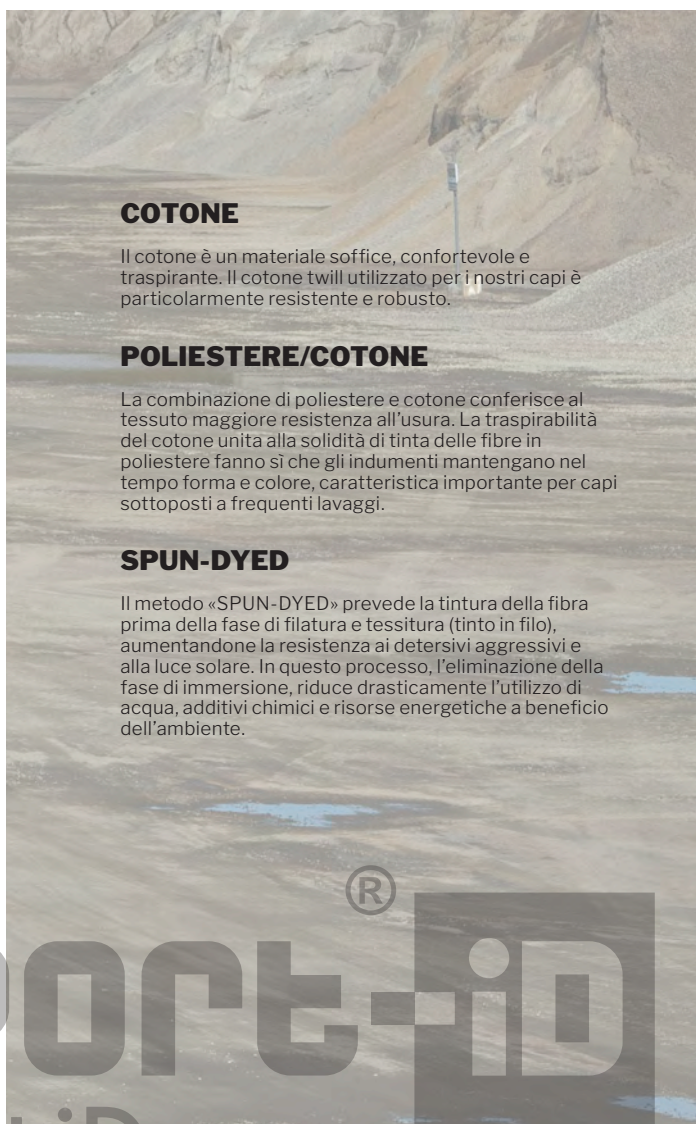 COTONE
Il cotone è un materiale soffice, confortevole e
traspirante. Il cotone twill utilizzato per i nostri capi è
particolarmente resistente e robusto.
POLIESTERE/COTONE
La combinazione di poliestere e cotone conferisce al
tessuto maggiore resistenza all’usura. La traspirabilità
del cotone unita alla solidità di tinta delle fibre in
poliestere fanno sì che gli indumenti mantengano nel
tempo forma e colore, caratteristica importante per capi
sottoposti a frequenti lavaggi.
SPUN-DYED
Il metodo «SPUN-DYED» prevede la tintura della fibra
prima della fase di filatura e tessitura (tinto in filo),
aumentandone la resistenza ai detersivi aggressivi e
alla luce solare. In questo processo, l’eliminazione della
fase di immersione, riduce drasticamente l’utilizzo di
acqua, additivi chimici e risorse energetiche a beneficio
dell’ambiente.
®
ort-iD